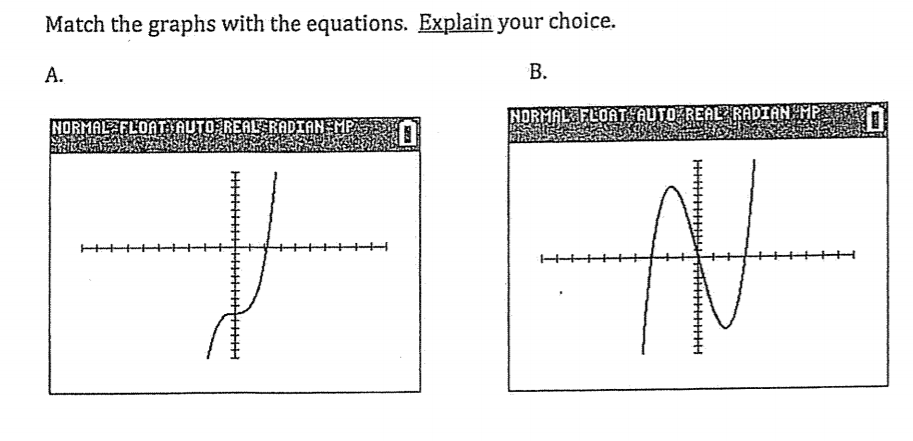 Match the graphs with the equations. Explain your choice.
A.
B.
NORMAL FLOAT AUTO REAL RADIAN MP
NORMAL FLOAT AUTO REAL RADIAN MP